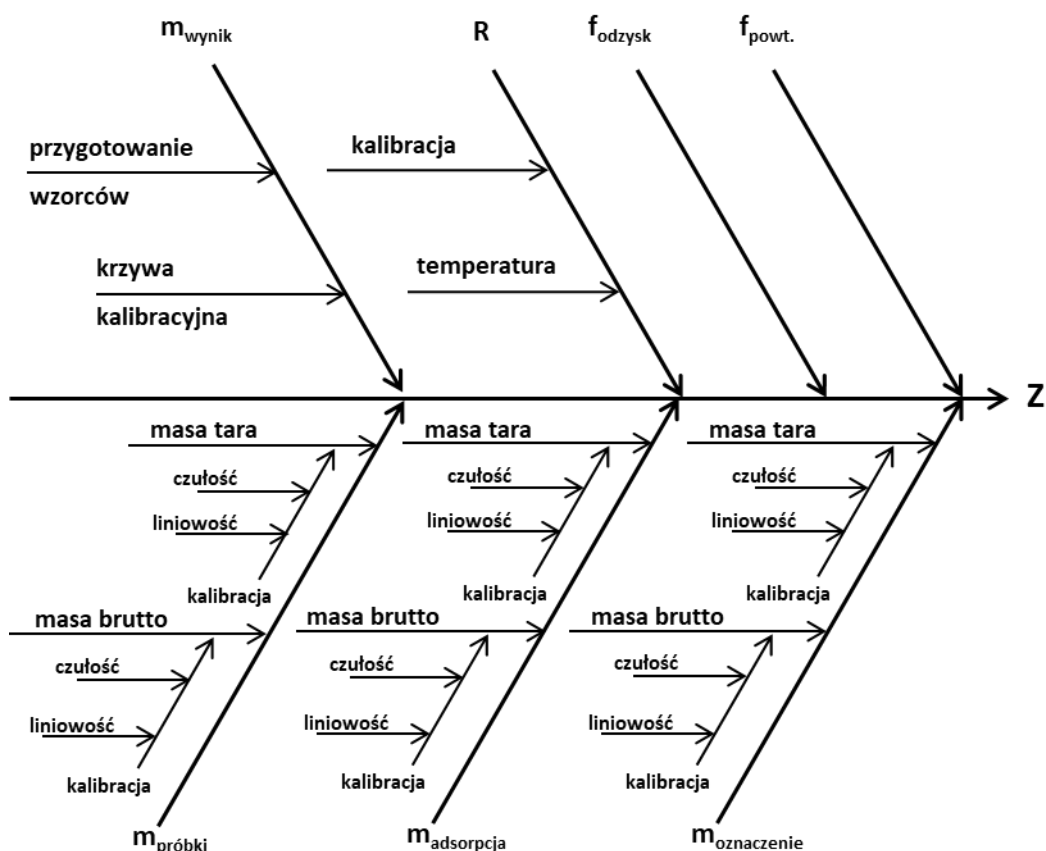 m_wynik R f_odzysk f_powt.
przygotowanie kalibracja
wzorców
krzywa temperatura
kalibracyjna
Z
masa tara masa tara masa tara
czułość czułość czułość
liniowość liniowość liniowość
kalibracja kalibracja kalibracja
masa brutto masa brutto masa brutto
czułość czułość czułość
liniowość liniowość liniowość
kalibracja kalibracja kalibracja
m_próbki m_adsorpcja m_oznaczenie